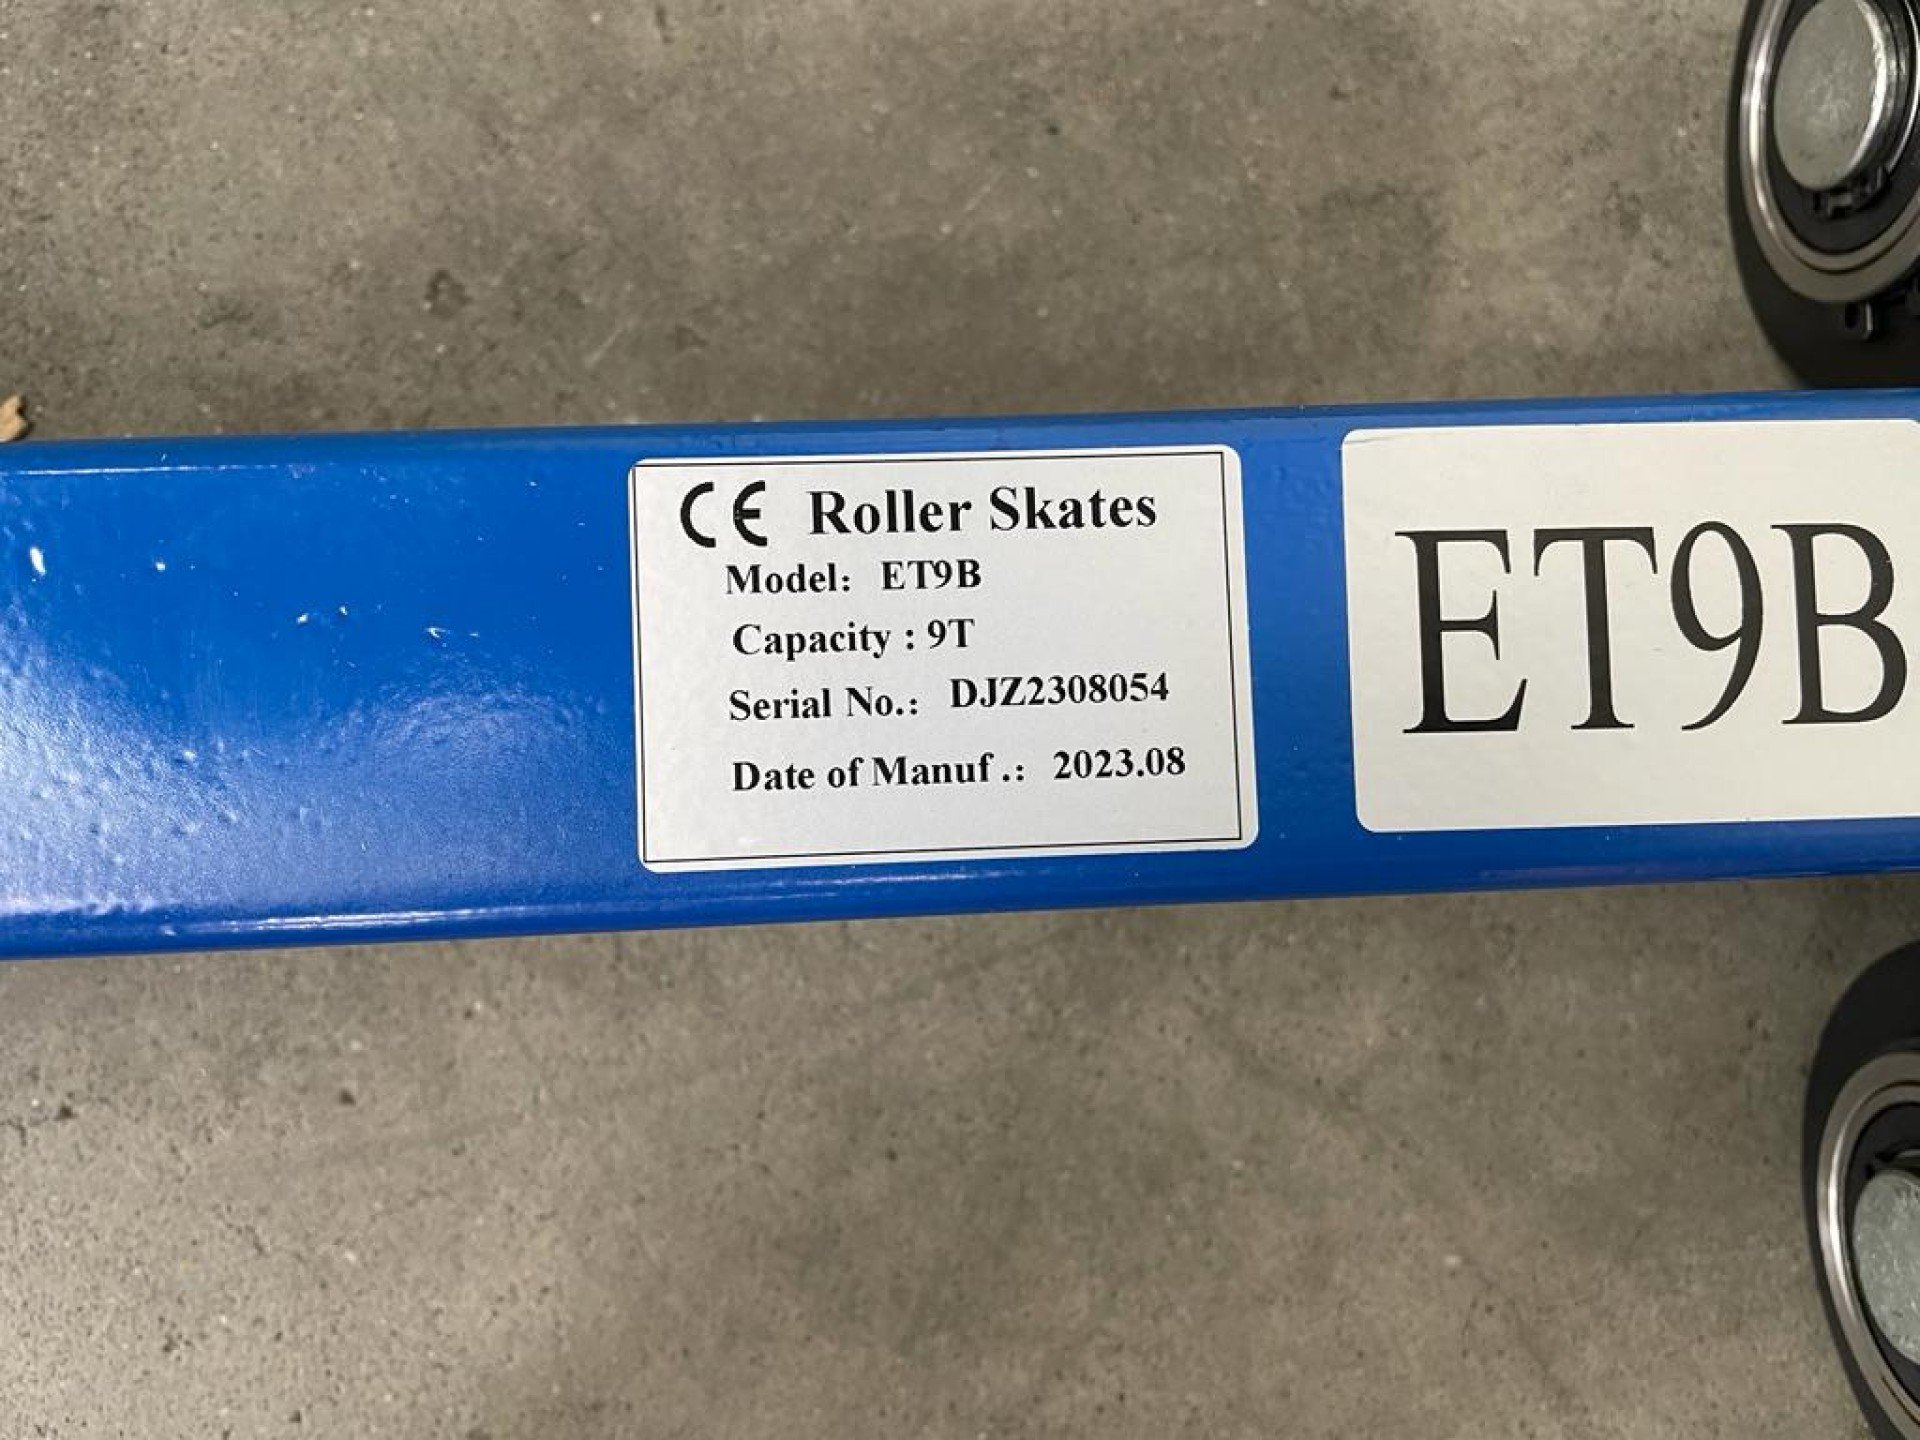 CE Roller Skates
Model: ET9B
Capacity : 9T
Serial No.: DJZ2308054
Date of Manuf .: 2023.08
ET9B